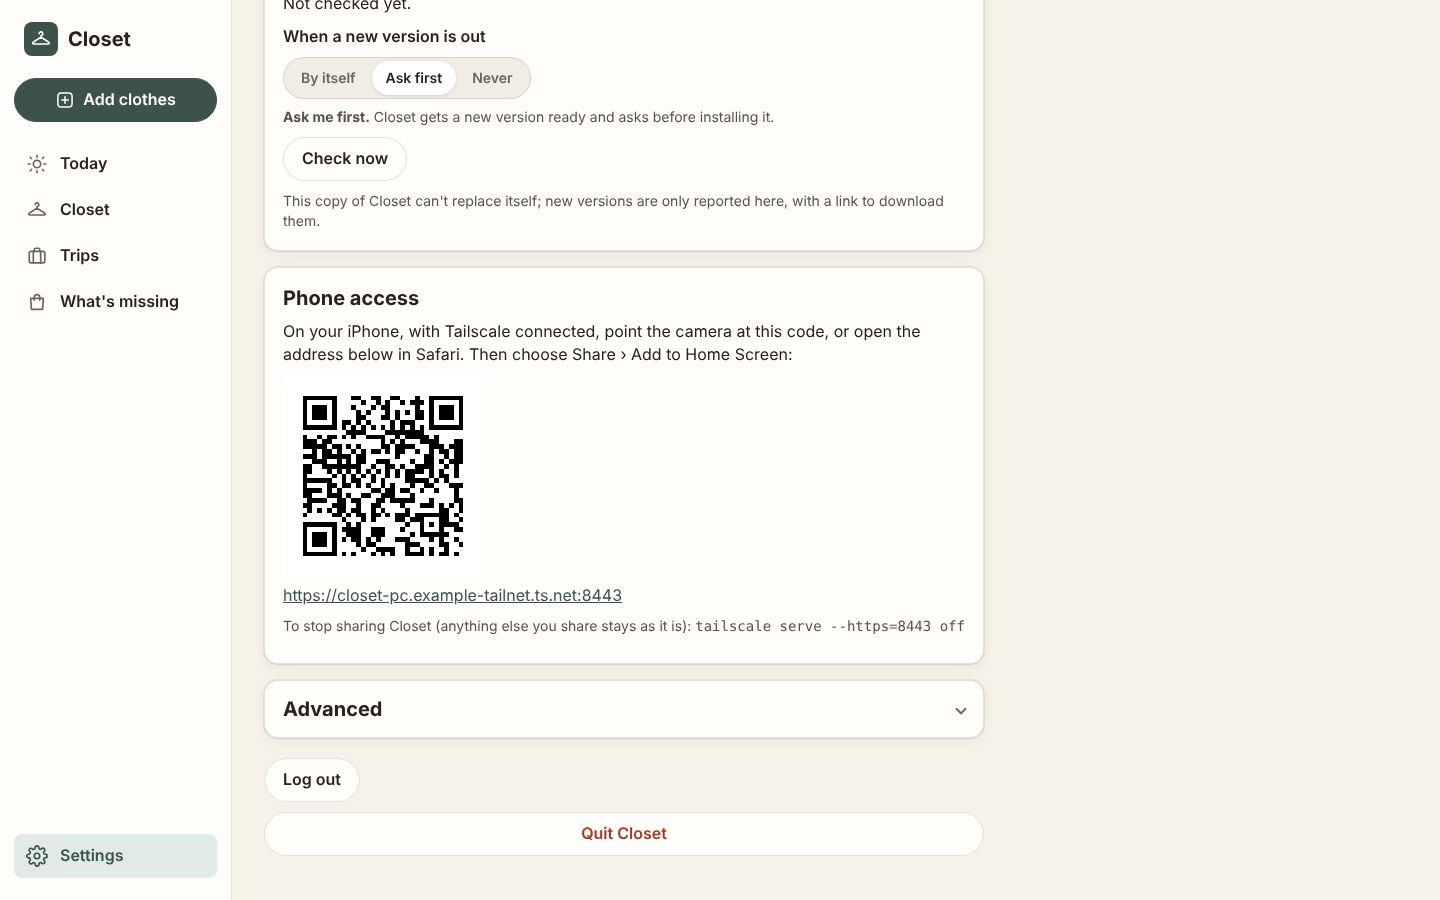 Closet
Add clothes
Today
Closet
Trips
What's missing
Settings
Not checked yet.
When a new version is out
By itself
Ask first
Never
Ask me first. Closet gets a new version ready and asks before installing it.
Check now
This copy of Closet can't replace itself; new versions are only reported here, with a link to download
them.
Phone access
On your iPhone, with Tailscale connected, point the camera at this code, or open the
address below in Safari. Then choose Share › Add to Home Screen:
https://closet-pc.example-tailnet.ts.net:8443
To stop sharing Closet (anything else you share stays as it is): tailscale serve --https=8443 off
Advanced
Log out
Quit Closet